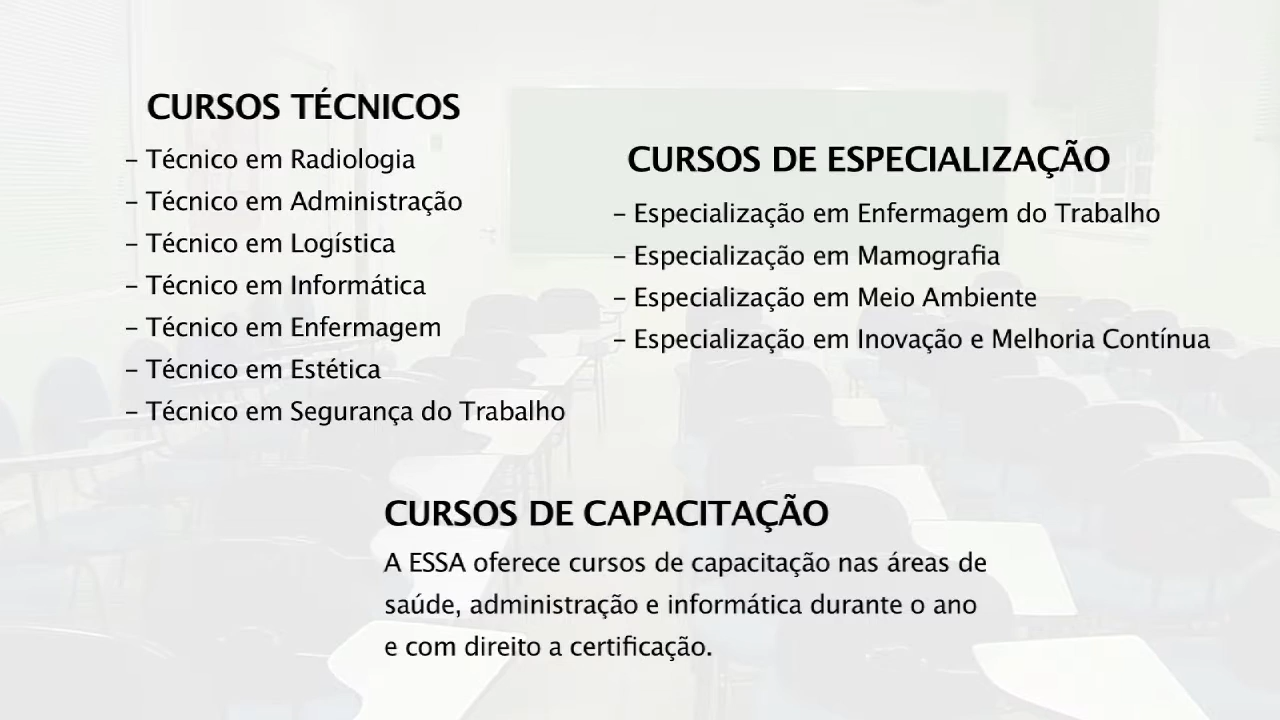 CURSOS TÉCNICOS
– Técnico em Radiologia
– Técnico em Administração
– Técnico em Logística
– Técnico em Informática
– Técnico em Enfermagem
– Técnico em Estética
– Técnico em Segurança do Trabalho
CURSOS DE ESPECIALIZAÇÃO
– Especialização em Enfermagem do Trabalho
– Especialização em Mamografia
– Especialização em Meio Ambiente
– Especialização em Inovação e Melhoria Contínua
CURSOS DE CAPACITAÇÃO
A ESSA oferece cursos de capacitação nas áreas de
saúde, administração e informática durante o ano
e com direito a certificação.